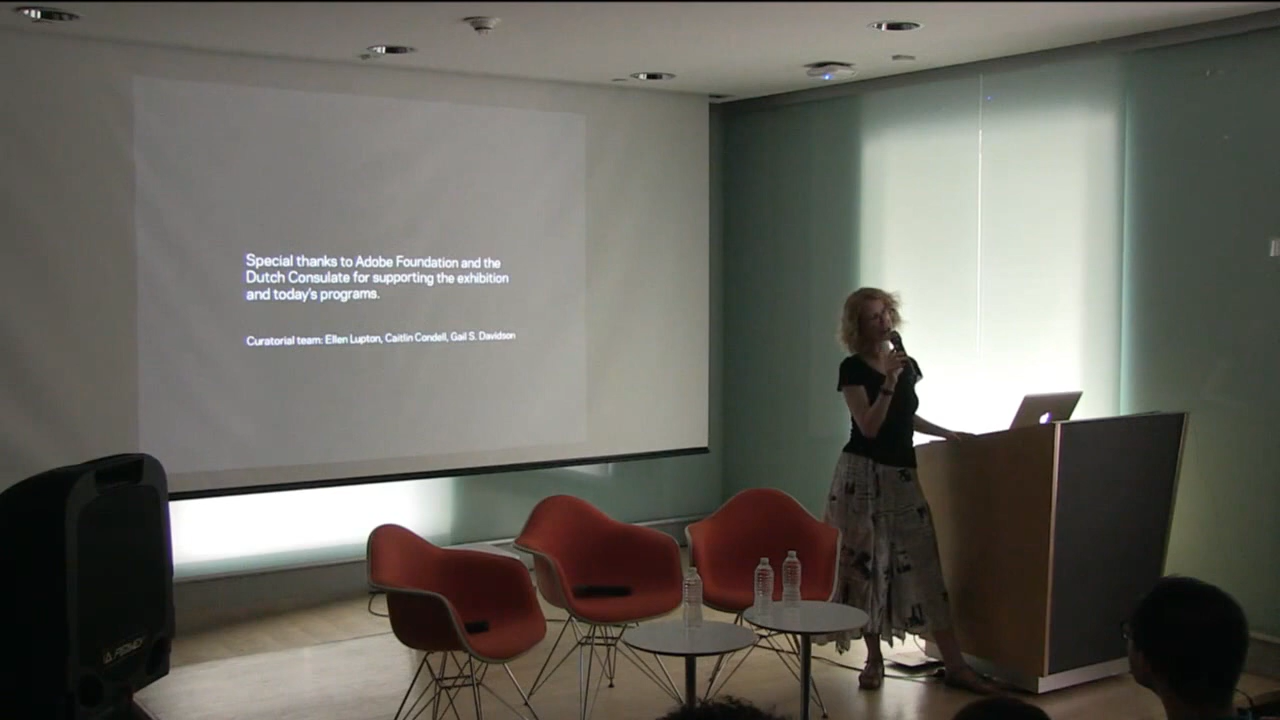 Special thanks to Adobe Foundation and the
Dutch Consulate for supporting the exhibition
and today's programs.
Curatorial team: Ellen Lupton, Caitlin Condell, Gail S. Davidson